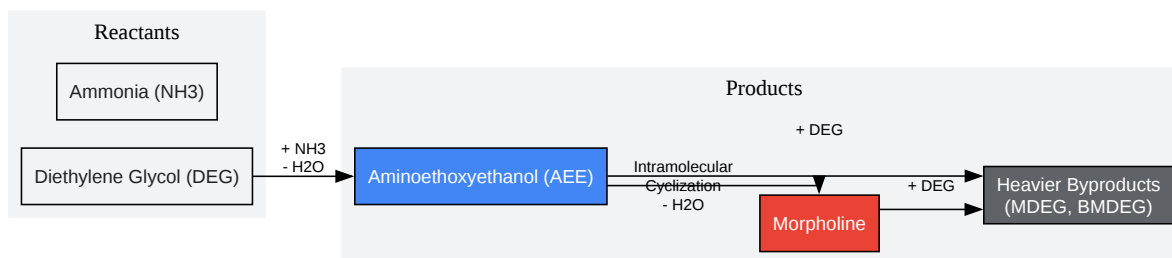 Reactants
Ammonia (NH3)
Diethylene Glycol (DEG)
+ NH3
- H2O
Products
Aminoethoxyethanol (AEE)
+ DEG
Intramolecular
Cyclization
- H2O
Morpholine
+ DEG
Heavier Byproducts
(MDEG, BMDEG)